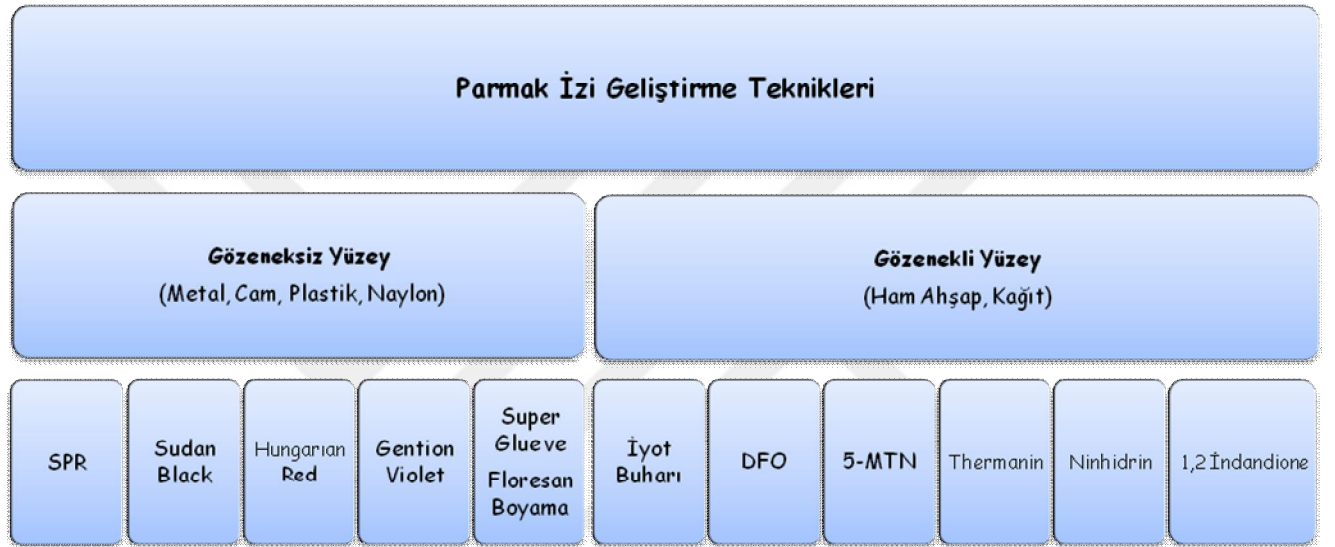 Parmak İzi Geliştirme Teknikleri
Gözeneksiz Yüzey
(Metal, Cam, Plastik, Naylon)
Gözenekli Yüzey
(Ham Ahşap, Kağıt)
SPR
Sudan
Black
Hungarıan
Red
Gention
Violet
Super
Glue ve
Floresan
Boyama
İyot
Buharı
DFO
5-MTN
Thermanin
Ninhidrin
1,2 İndandione